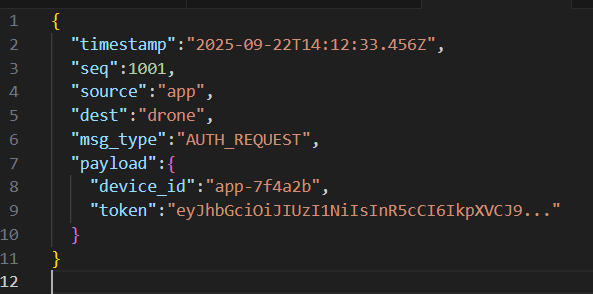 1 {
2 "timestamp":"2025-09-22T14:12:33.456Z",
3 "seq":1001,
4 "source":"app",
5 "dest":"drone",
6 "msg_type":"AUTH_REQUEST",
7 "payload":{
8 "device_id":"app-7f4a2b",
9 "token":"eyJhbGciOiJIUzI1NiIsInR5cCI6IkpXVCJ9..."
10 }
11 }
12